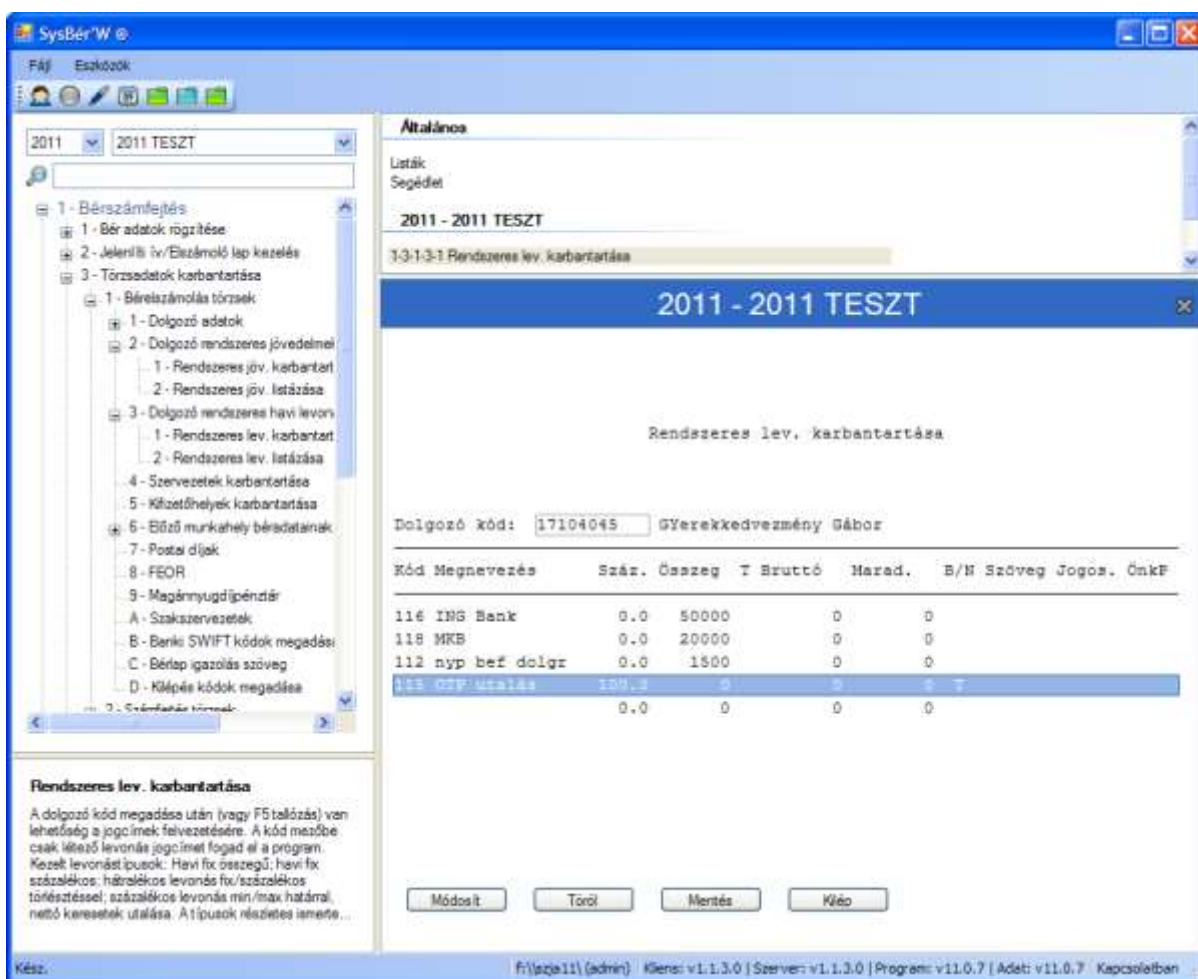 SysBér'W ®
Fájl Eszközök
2011 2011 TESZT
1 - Bérszámfejtés
1 - Bér adatok rögzítése
2 - Jelenléti ív/Elszámoló lap kezelés
3 - Törzsadatok karbantartása
1 - Bérelszámolás törzsek
1 - Dolgozó adatok
2 - Dolgozó rendszeres jövedelmei
1 - Rendszeres jöv. karbantart
2 - Rendszeres jöv. listázása
3 - Dolgozó rendszeres havi levon
1 - Rendszeres lev. karbantart
2 - Rendszeres lev. listázása
4 - Szervezetek karbantartása
5 - Kifizetőhelyek karbantartása
6 - Előző munkahely béradatainak
7 - Postai díjak
8 - FEOR
9 - Magánnyugdíjpénztár
A - Szakszervezetek
B - Banki SWIFT kódok megadása
C - Bérlap igazolás szöveg
D - Kilépés kódok megadása
2 - Számfejtés törzsek
Rendszeres lev. karbantartása
A dolgozó kód megadása után (vagy F5 tallózás) van
lehetőség a jogcímek felvezetésére. A kód mezőbe
csak létező levonás jogcímet fogad el a program.
Kezelt levonástípusok: Havi fix összegű; havi fix
százalékos; hátralékos levonás fix/százalékos
törlesztéssel; százalékos levonás min/max határral,
nettó keresetek utalása. A típusok részletes ismerte...
Általános
Listák
Segédlet
2011 - 2011 TESZT
1-3-1-3-1 Rendszeres lev. karbantartása
2011 - 2011 TESZT
Rendszeres lev. karbantartása
Dolgozó kód: 17104045 GYerekkedvezmény Gábor
Kód Megnevezés Száz. Összeg T Bruttó Marad. B/N Szöveg Jogos. ÖnkP
116 ING Bank 0.0 50000 0 0
118 MKB 0.0 20000 0 0
112 nyp bef dolgr 0.0 1500 0 0
115 OTP utalás 100.0 0 0 0 T
0.0 0 0 0
Módosít Töröl Mentés Kilép
Kész. f:\\szja11\ (admin) Kliens: v1.1.3.0 | Szerver: v1.1.3.0 | Program: v11.0.7 | Adat: v11.0.7 Kapcsolatban